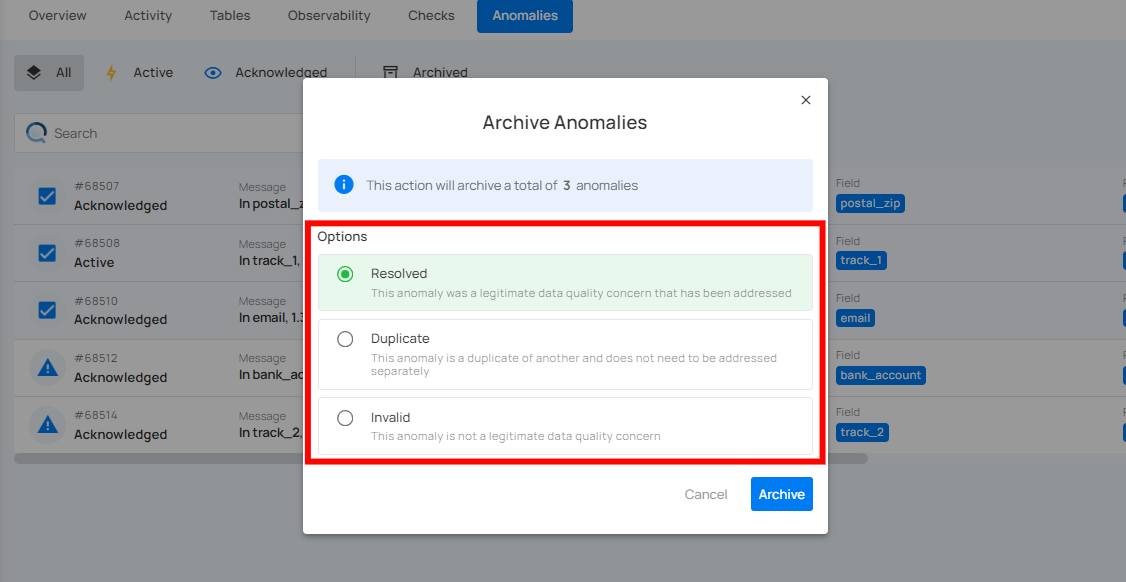 Overview Activity Tables Observability Checks Anomalies
All Active Acknowledged Archived
Search
Archive Anomalies
This action will archive a total of 3 anomalies
Options
Resolved
This anomaly was a legitimate data quality concern that has been addressed
Duplicate
This anomaly is a duplicate of another and does not need to be addressed
separately
Invalid
This anomaly is not a legitimate data quality concern
Cancel Archive
#68507 Message Field
Acknowledged In postal_z postal_zip
#68508 Message Field
Active In track_1, track_1
#68510 Message Field
Acknowledged In email, 1.3 email
#68512 Message Field
Acknowledged In bank_ac bank_account
#68514 Message Field
Acknowledged In track_2, track_2